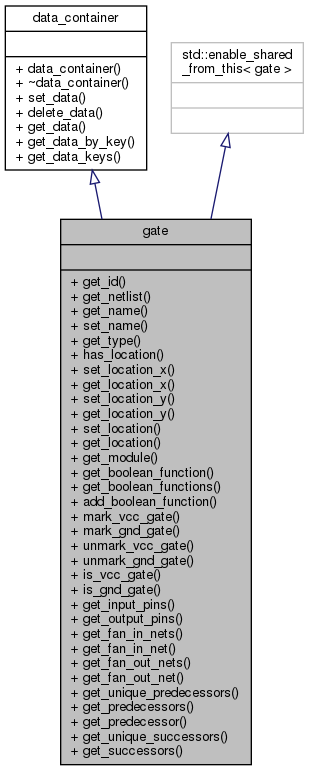 data_container
+ data_container()
+ ~data_container()
+ set_data()
+ delete_data()
+ get_data()
+ get_data_by_key()
+ get_data_keys()
std::enable_shared
_from_this< gate >
gate
+ get_id()
+ get_netlist()
+ get_name()
+ set_name()
+ get_type()
+ has_location()
+ set_location_x()
+ get_location_x()
+ set_location_y()
+ get_location_y()
+ set_location()
+ get_location()
+ get_module()
+ get_boolean_function()
+ get_boolean_functions()
+ add_boolean_function()
+ mark_vcc_gate()
+ mark_gnd_gate()
+ unmark_vcc_gate()
+ unmark_gnd_gate()
+ is_vcc_gate()
+ is_gnd_gate()
+ get_input_pins()
+ get_output_pins()
+ get_fan_in_nets()
+ get_fan_in_net()
+ get_fan_out_nets()
+ get_fan_out_net()
+ get_unique_predecessors()
+ get_predecessors()
+ get_predecessor()
+ get_unique_successors()
+ get_successors()